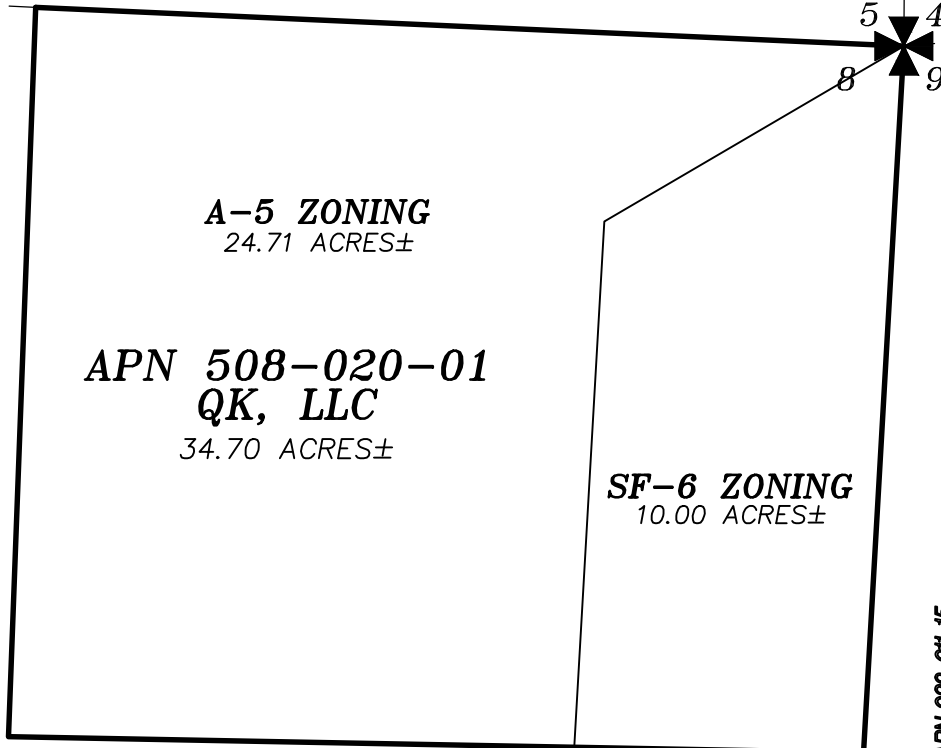 5 4
8 9
A-5 ZONING
24.71 ACRES±
APN 508-020-01
QK, LLC
34.70 ACRES±
SF-6 ZONING
10.00 ACRES±